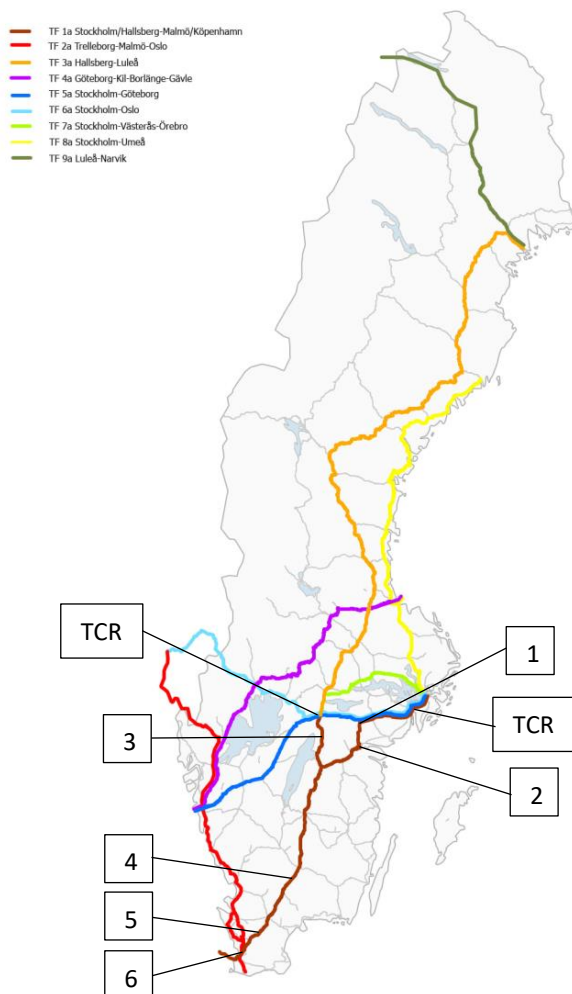 TF 1a Stockholm/Hallsberg-Malmö/Köpenhamn
TF 2a Trelleborg-Malmö-Oslo
TF 3a Hallsberg-Luleå
TF 4a Göteborg-Kil-Borlänge-Gävle
TF 5a Stockholm-Göteborg
TF 6a Stockholm-Oslo
TF 7a Stockholm-Västerås-Örebro
TF 8a Stockholm-Umeå
TF 9a Luleå-Narvik
TCR
1
TCR
3
2
4
5
6